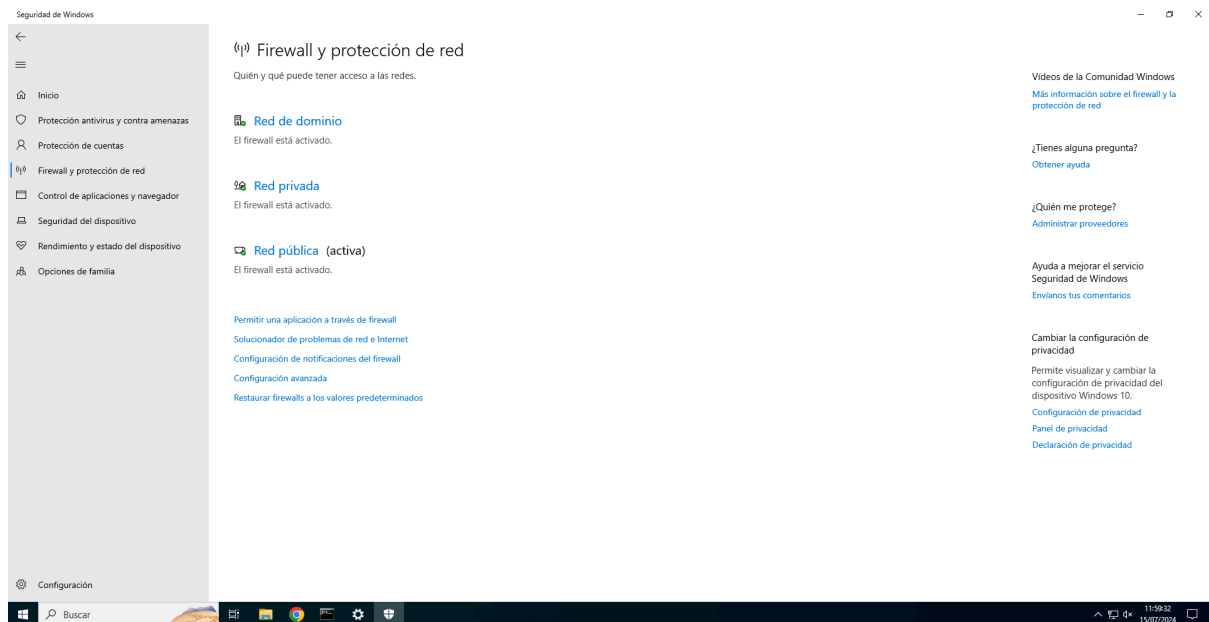 Seguridad de Windows
Inicio
Protección antivirus y contra amenazas
Protección de cuentas
Firewall y protección de red
Control de aplicaciones y navegador
Seguridad del dispositivo
Rendimiento y estado del dispositivo
Opciones de familia
Configuración
Firewall y protección de red
Quién y qué puede tener acceso a las redes.
Red de dominio
El firewall está activado.
Red privada
El firewall está activado.
Red pública (activa)
El firewall está activado.
Permitir una aplicación a través de firewall
Solucionador de problemas de red e Internet
Configuración de notificaciones del firewall
Configuración avanzada
Restaurar firewalls a los valores predeterminados
Vídeos de la Comunidad Windows
Más información sobre el firewall y la
protección de red
¿Tienes alguna pregunta?
Obtener ayuda
¿Quién me protege?
Administrar proveedores
Ayuda a mejorar el servicio
Seguridad de Windows
Envíanos tus comentarios
Cambiar la configuración de
privacidad
Permite visualizar y cambiar la
configuración de privacidad del
dispositivo Windows 10.
Configuración de privacidad
Panel de privacidad
Declaración de privacidad
Buscar
11:59:32
15/07/2024